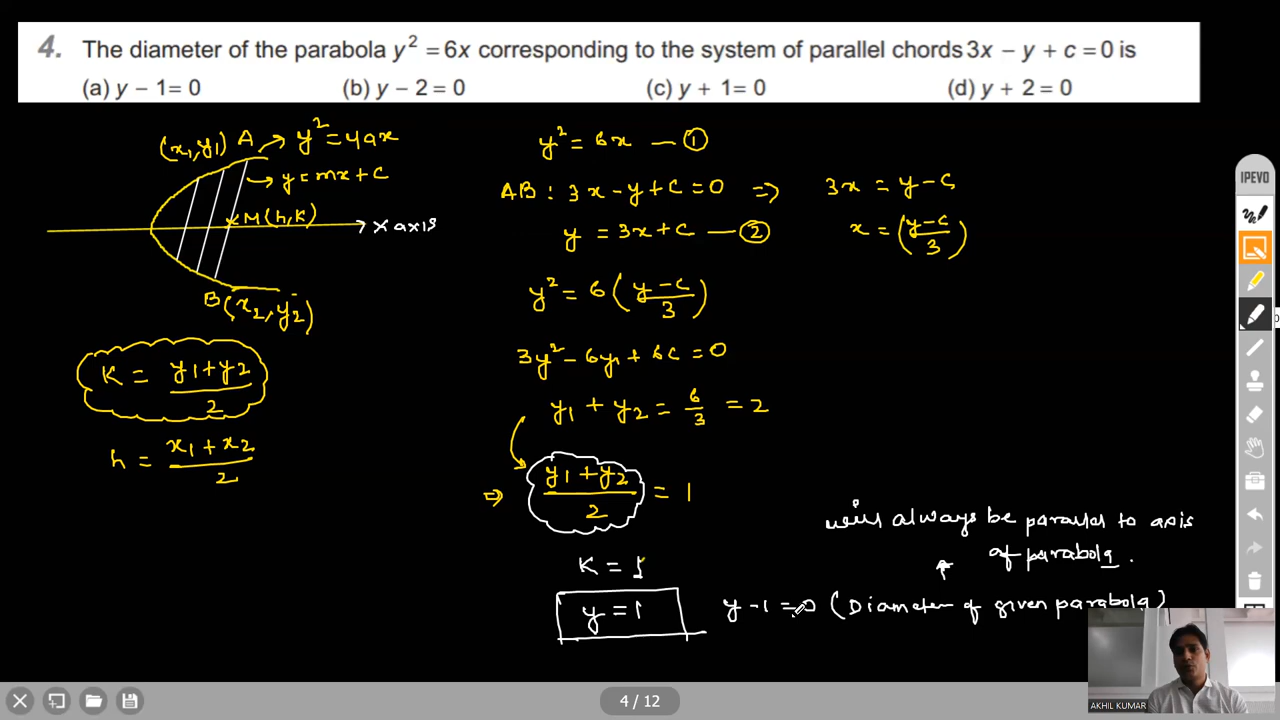 4. The diameter of the parabola y² = 6x corresponding to the system of parallel chords 3x − y + c = 0 is
(a) y − 1 = 0 (b) y − 2 = 0 (c) y + 1 = 0 (d) y + 2 = 0
(x₁, y₁) A → y² = 4ax
→ y = mx + c
M(h, K)
→ X axis
B(x₂, y₂)
K = (y₁ + y₂)/2
h = (x₁ + x₂)/2
y² = 6x — ①
AB : 3x − y + c = 0 ⇒ 3x = y − c
y = 3x + c — ② x = ((y − c)/3)
y² = 6((y − c)/3)
3y² − 6y + 6c = 0
y₁ + y₂ = 6/3 = 2
⇒ (y₁ + y₂)/2 = 1
K = 1
y = 1 y − 1 = 0 (Diameter of given parabola)
will always be parallel to axis
of parabola.
IPEVO
4 / 12
AKHIL KUMAR